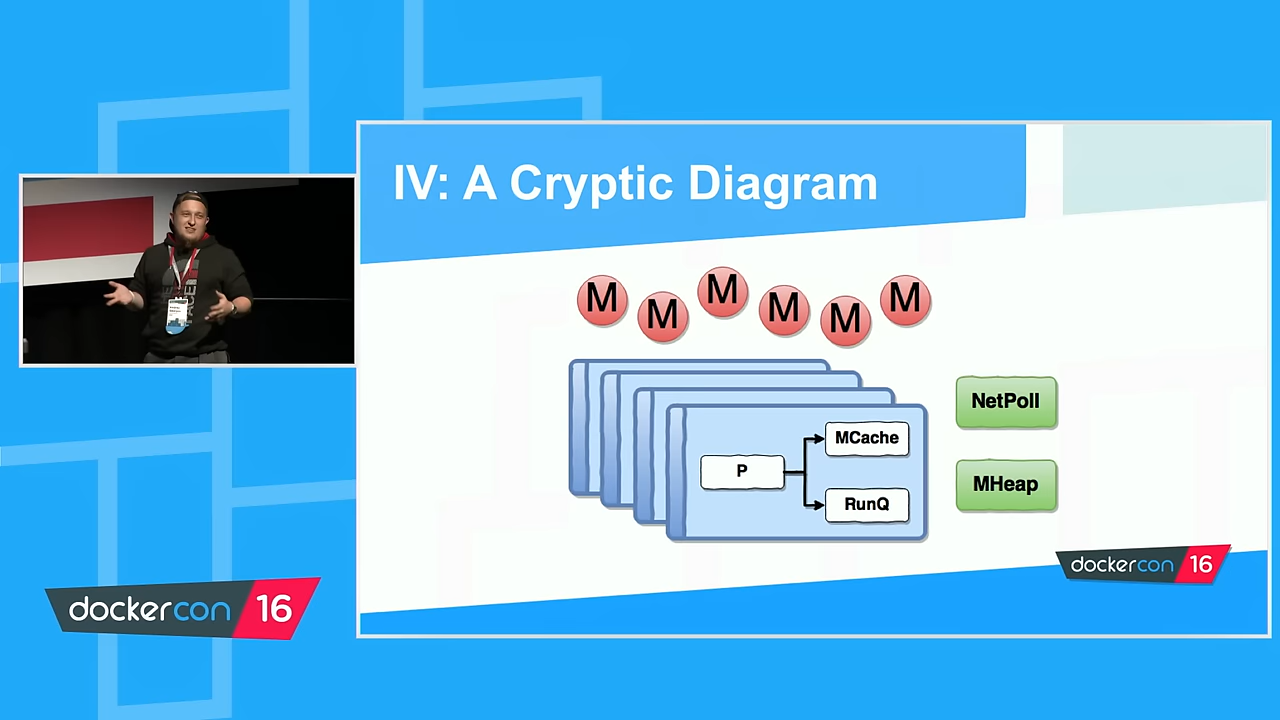 IV: A Cryptic Diagram
M M M M M M
NetPoll
MCache
P
MHeap
RunQ
dockercon 16
dockercon 16